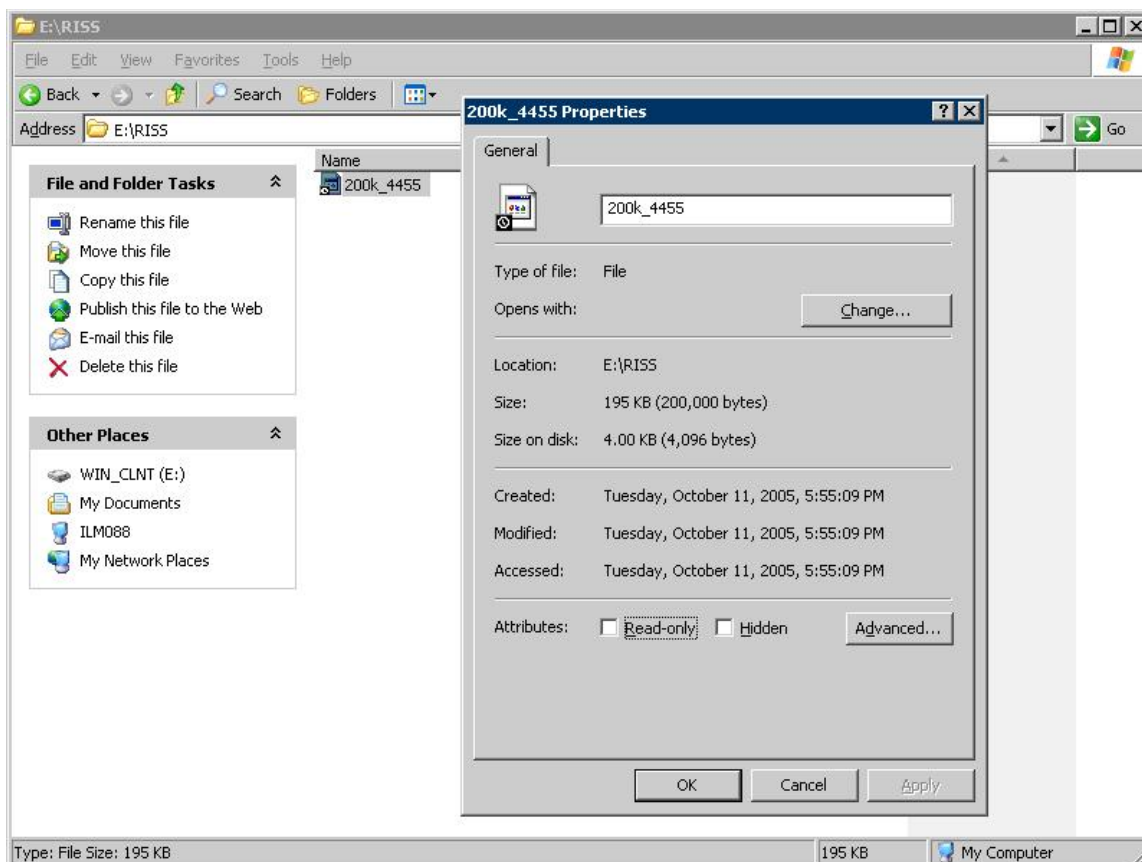 E:\RISS
File Edit View Favorites Tools Help
Back Search Folders
Address E:\RISS Go
File and Folder Tasks
Rename this file
Move this file
Copy this file
Publish this file to the Web
E-mail this file
Delete this file
Other Places
WIN_CLNT (E:)
My Documents
ILM088
My Network Places
Name
200k_4455
200k_4455 Properties
General
200k_4455
Type of file: File
Opens with: Change...
Location: E:\RISS
Size: 195 KB (200,000 bytes)
Size on disk: 4.00 KB (4,096 bytes)
Created: Tuesday, October 11, 2005, 5:55:09 PM
Modified: Tuesday, October 11, 2005, 5:55:09 PM
Accessed: Tuesday, October 11, 2005, 5:55:09 PM
Attributes: Read-only Hidden Advanced...
OK Cancel Apply
Type: File Size: 195 KB 195 KB My Computer